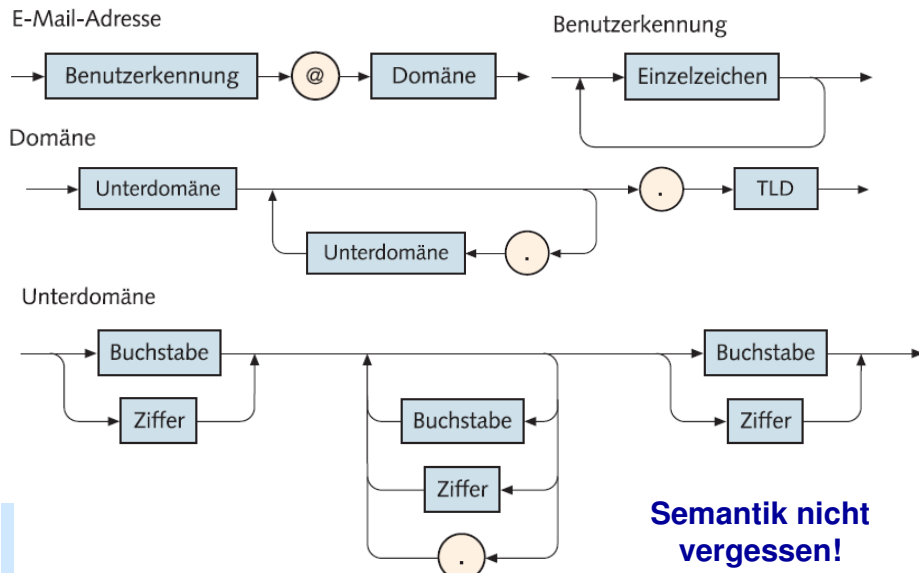 E-Mail-Adresse
Benutzerkennung @ Domäne
Benutzerkennung
Einzelzeichen
Domäne
Unterdomäne . TLD
Unterdomäne .
Unterdomäne
Buchstabe Buchstabe
Ziffer Buchstabe Ziffer
Ziffer
.
Semantik nicht
vergessen!